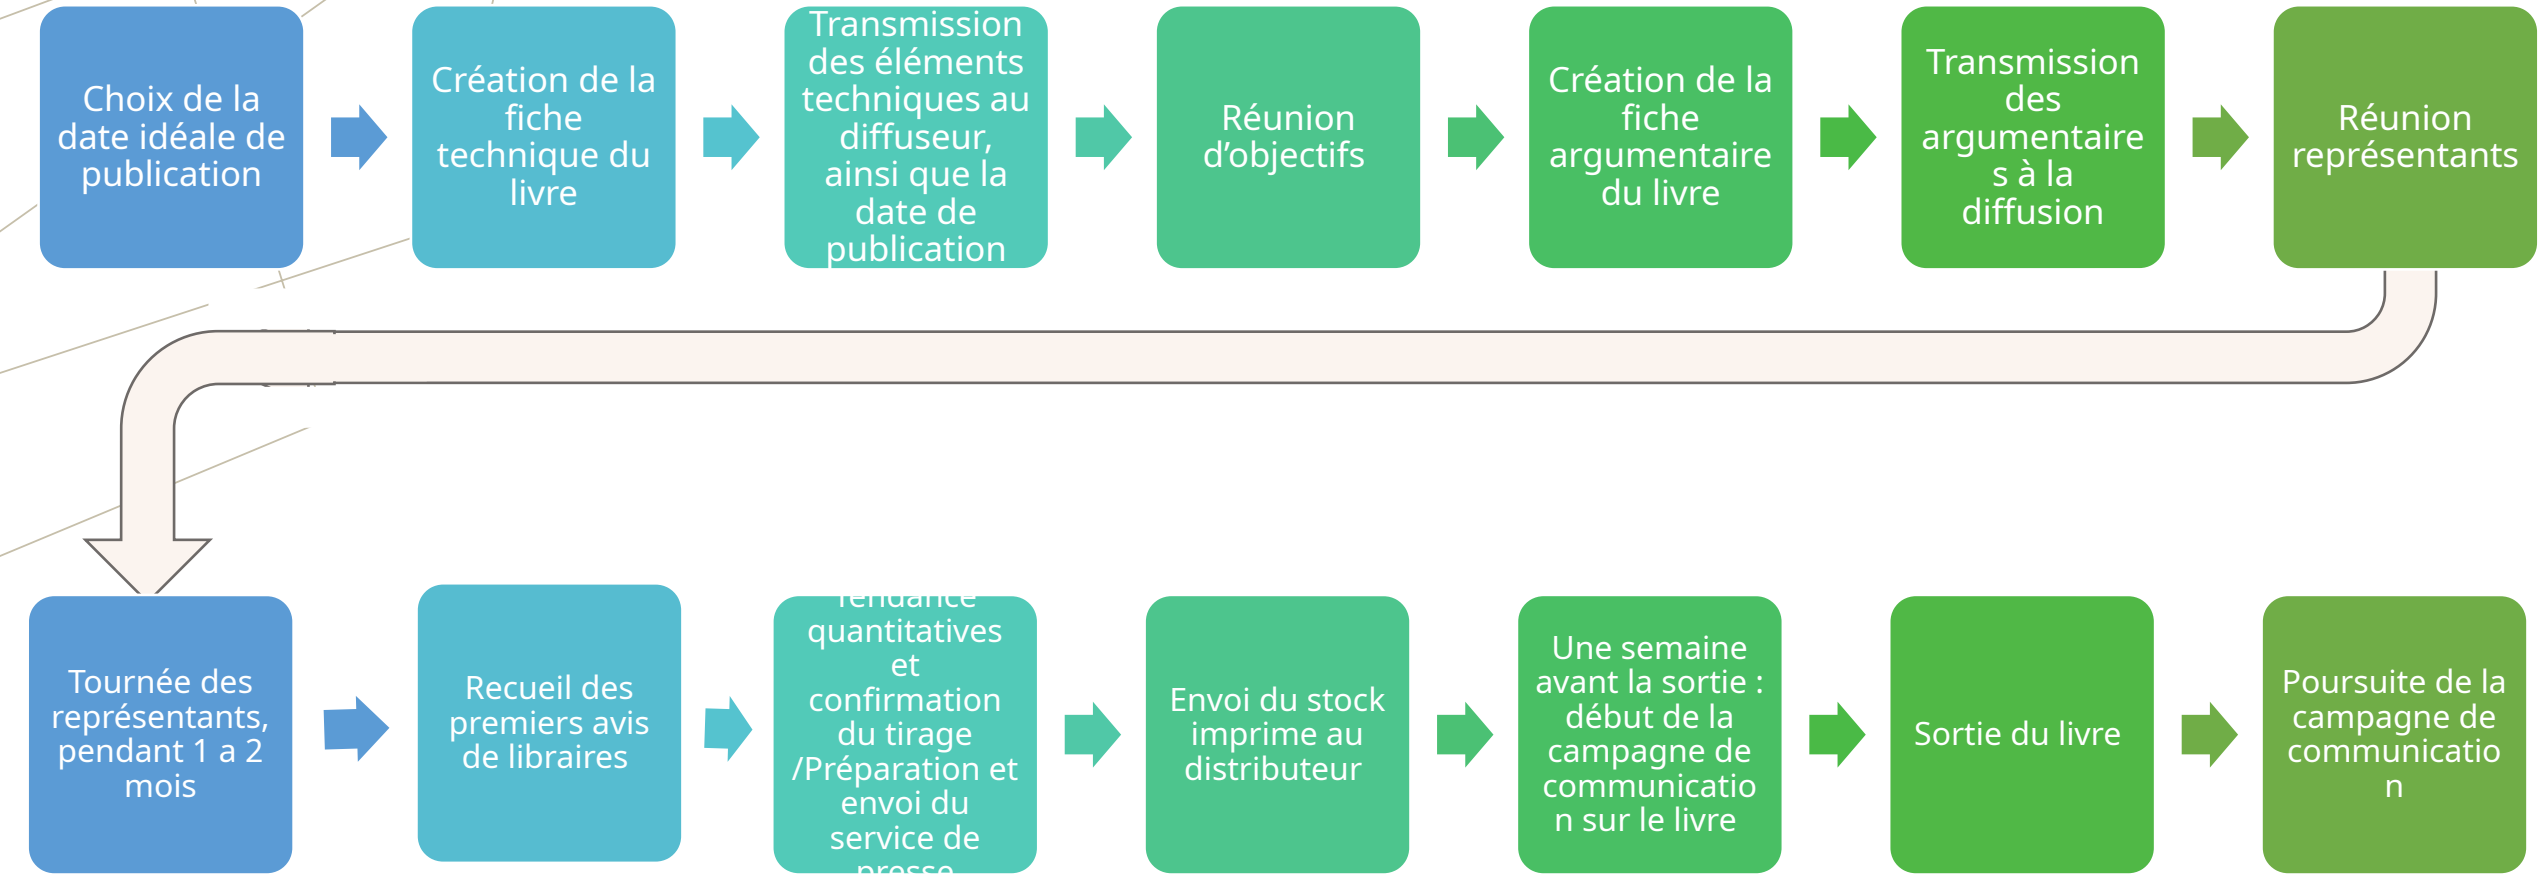 Choix de la
date idéale de
publication
Création de la
fiche
technique du
livre
Transmission
des éléments
techniques au
diffuseur,
ainsi que la
date de
publication
Réunion
d’objectifs
Création de la
fiche
argumentaire
du livre
Transmission
des
argumentaire
s à la
diffusion
Réunion
représentants
Tournée des
représentants,
pendant 1 a 2
mois
Recueil des
premiers avis
de libraires
Tendance
quantitatives
et
confirmation
du tirage
/Préparation et
envoi du
service de
presse
Envoi du stock
imprime au
distributeur
Une semaine
avant la sortie :
début de la
campagne de
communicatio
n sur le livre
Sortie du livre
Poursuite de la
campagne de
communicatio
n